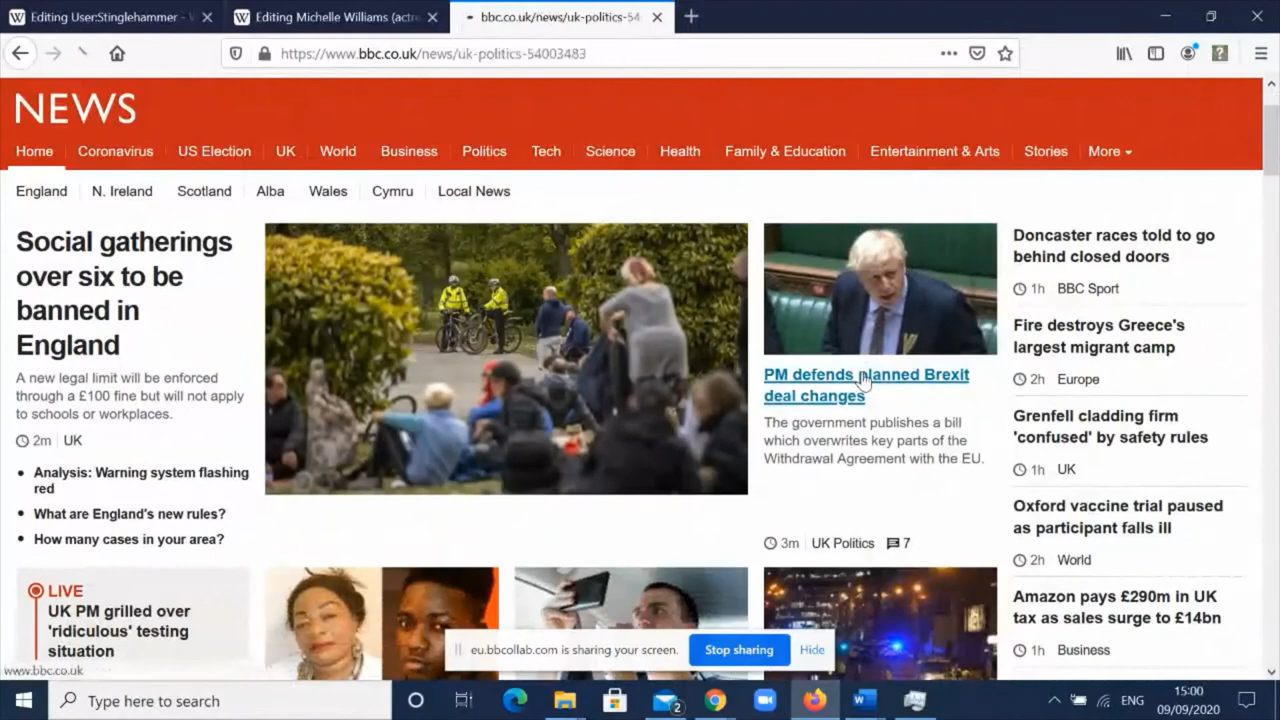 Editing User:Stinglehammer -
Editing Michelle Williams (actre
bbc.co.uk/news/uk-politics-54
https://www.bbc.co.uk/news/uk-politics-54003483
NEWS
Home Coronavirus US Election UK World Business Politics Tech Science Health Family & Education Entertainment & Arts Stories More
England N. Ireland Scotland Alba Wales Cymru Local News
Social gatherings
over six to be
banned in
England
A new legal limit will be enforced
through a £100 fine but will not apply
to schools or workplaces.
2m UK
Analysis: Warning system flashing
red
What are England's new rules?
How many cases in your area?
PM defends planned Brexit
deal changes
The government publishes a bill
which overwrites key parts of the
Withdrawal Agreement with the EU.
3m UK Politics 7
Doncaster races told to go
behind closed doors
1h BBC Sport
Fire destroys Greece's
largest migrant camp
2h Europe
Grenfell cladding firm
'confused' by safety rules
1h UK
Oxford vaccine trial paused
as participant falls ill
2h World
Amazon pays £290m in UK
tax as sales surge to £14bn
1h Business
LIVE
UK PM grilled over
'ridiculous' testing
situation
www.bbc.co.uk
eu.bbcollab.com is sharing your screen. Stop sharing Hide
Type here to search
2
ENG
15:00
09/09/2020